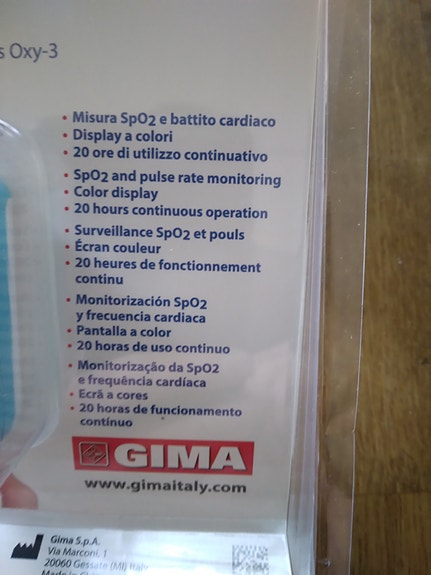 s Oxy-3
• Misura SpO2 e battito cardiaco
• Display a colori
• 20 ore di utilizzo continuativo
• SpO2 and pulse rate monitoring
• Color display
• 20 hours continuous operation
• Surveillance SpO2 et pouls
• Écran couleur
• 20 heures de fonctionnement
continu
• Monitorización SpO2
y frecuencia cardiaca
• Pantalla a color
• 20 horas de uso continuo
• Monitorização da SpO2
e frequência cardíaca
• Ecrã a cores
• 20 horas de funcionamento
contínuo
GIMA
www.gimaitaly.com
Gima S.p.A.
Via Marconi, 1
20060 Gessate (MI) Italy
Made in